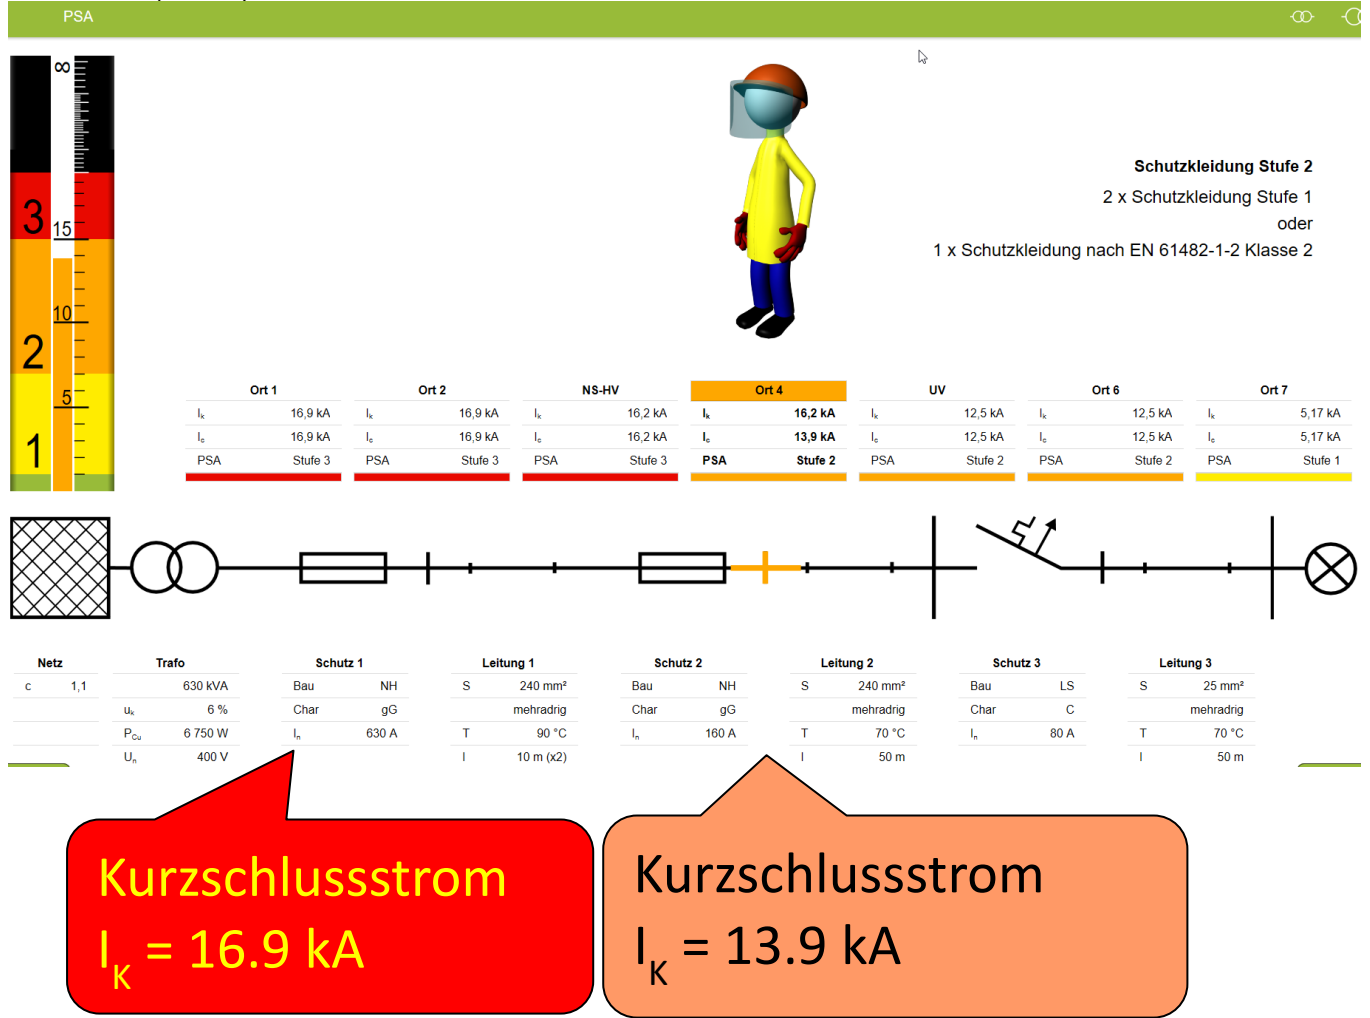 PSA
∞
3
15
10
2
5
1
Schutzkleidung Stufe 2
2 x Schutzkleidung Stufe 1
oder
1 x Schutzkleidung nach EN 61482-1-2 Klasse 2
Ort 1 Ort 2 NS-HV Ort 4 UV Ort 6 Ort 7
Ik 16,9 kA Ik 16,9 kA Ik 16,2 kA Ik 16,2 kA Ik 12,5 kA Ik 12,5 kA Ik 5,17 kA
Ic 16,9 kA Ic 16,9 kA Ic 16,2 kA Ic 13,9 kA Ic 12,5 kA Ic 12,5 kA Ic 5,17 kA
PSA Stufe 3 PSA Stufe 3 PSA Stufe 3 PSA Stufe 2 PSA Stufe 2 PSA Stufe 2 PSA Stufe 1
Netz Trafo Schutz 1 Leitung 1 Schutz 2 Leitung 2 Schutz 3 Leitung 3
c 1,1 630 kVA Bau NH S 240 mm² Bau NH S 240 mm² Bau LS S 25 mm²
uk 6 % Char gG mehradrig Char gG mehradrig Char C mehradrig
PCu 6 750 W In 630 A T 90 °C In 160 A T 70 °C In 80 A T 70 °C
Un 400 V l 10 m (x2) l 50 m l 50 m
Kurzschlussstrom
IK = 16.9 kA
Kurzschlussstrom
IK = 13.9 kA